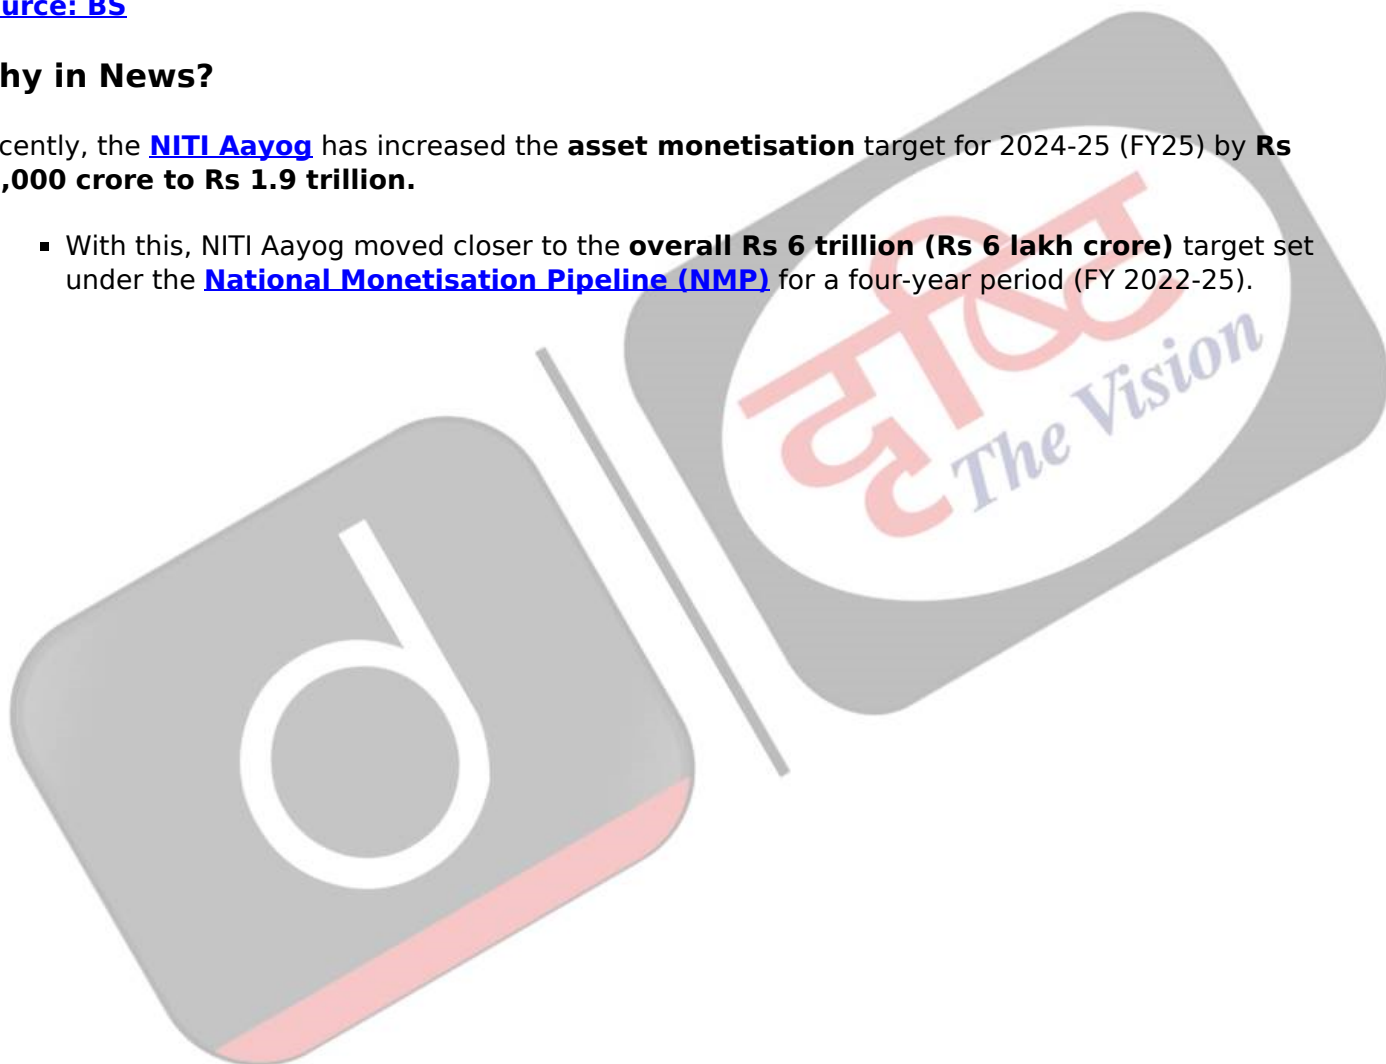 urce: BS
hy in News?
cently, the NITI Aayog has increased the asset monetisation target for 2024-25 (FY25) by Rs
,000 crore to Rs 1.9 trillion.
▪ With this, NITI Aayog moved closer to the overall Rs 6 trillion (Rs 6 lakh crore) target set
under the National Monetisation Pipeline (NMP) for a four-year period (FY 2022-25).
दृष्टि
The Vision
d